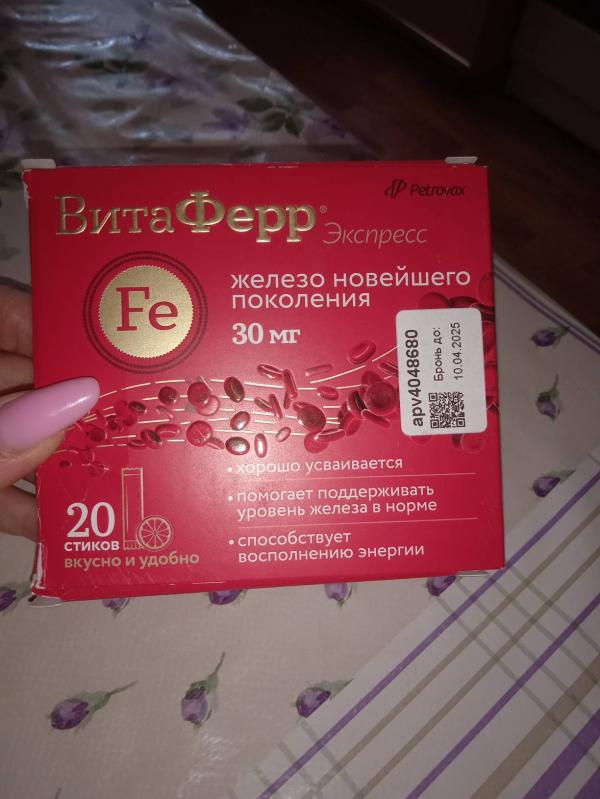 Petrovax
ВитаФерр®
Экспресс
Fe
железо новейшего
поколения
30 мг
apv4048680
Бронь до:
10.04.2025
• хорошо усваивается
• помогает поддерживать
уровень железа в норме
• способствует
восполнению энергии
20
стиков
вкусно и удобно